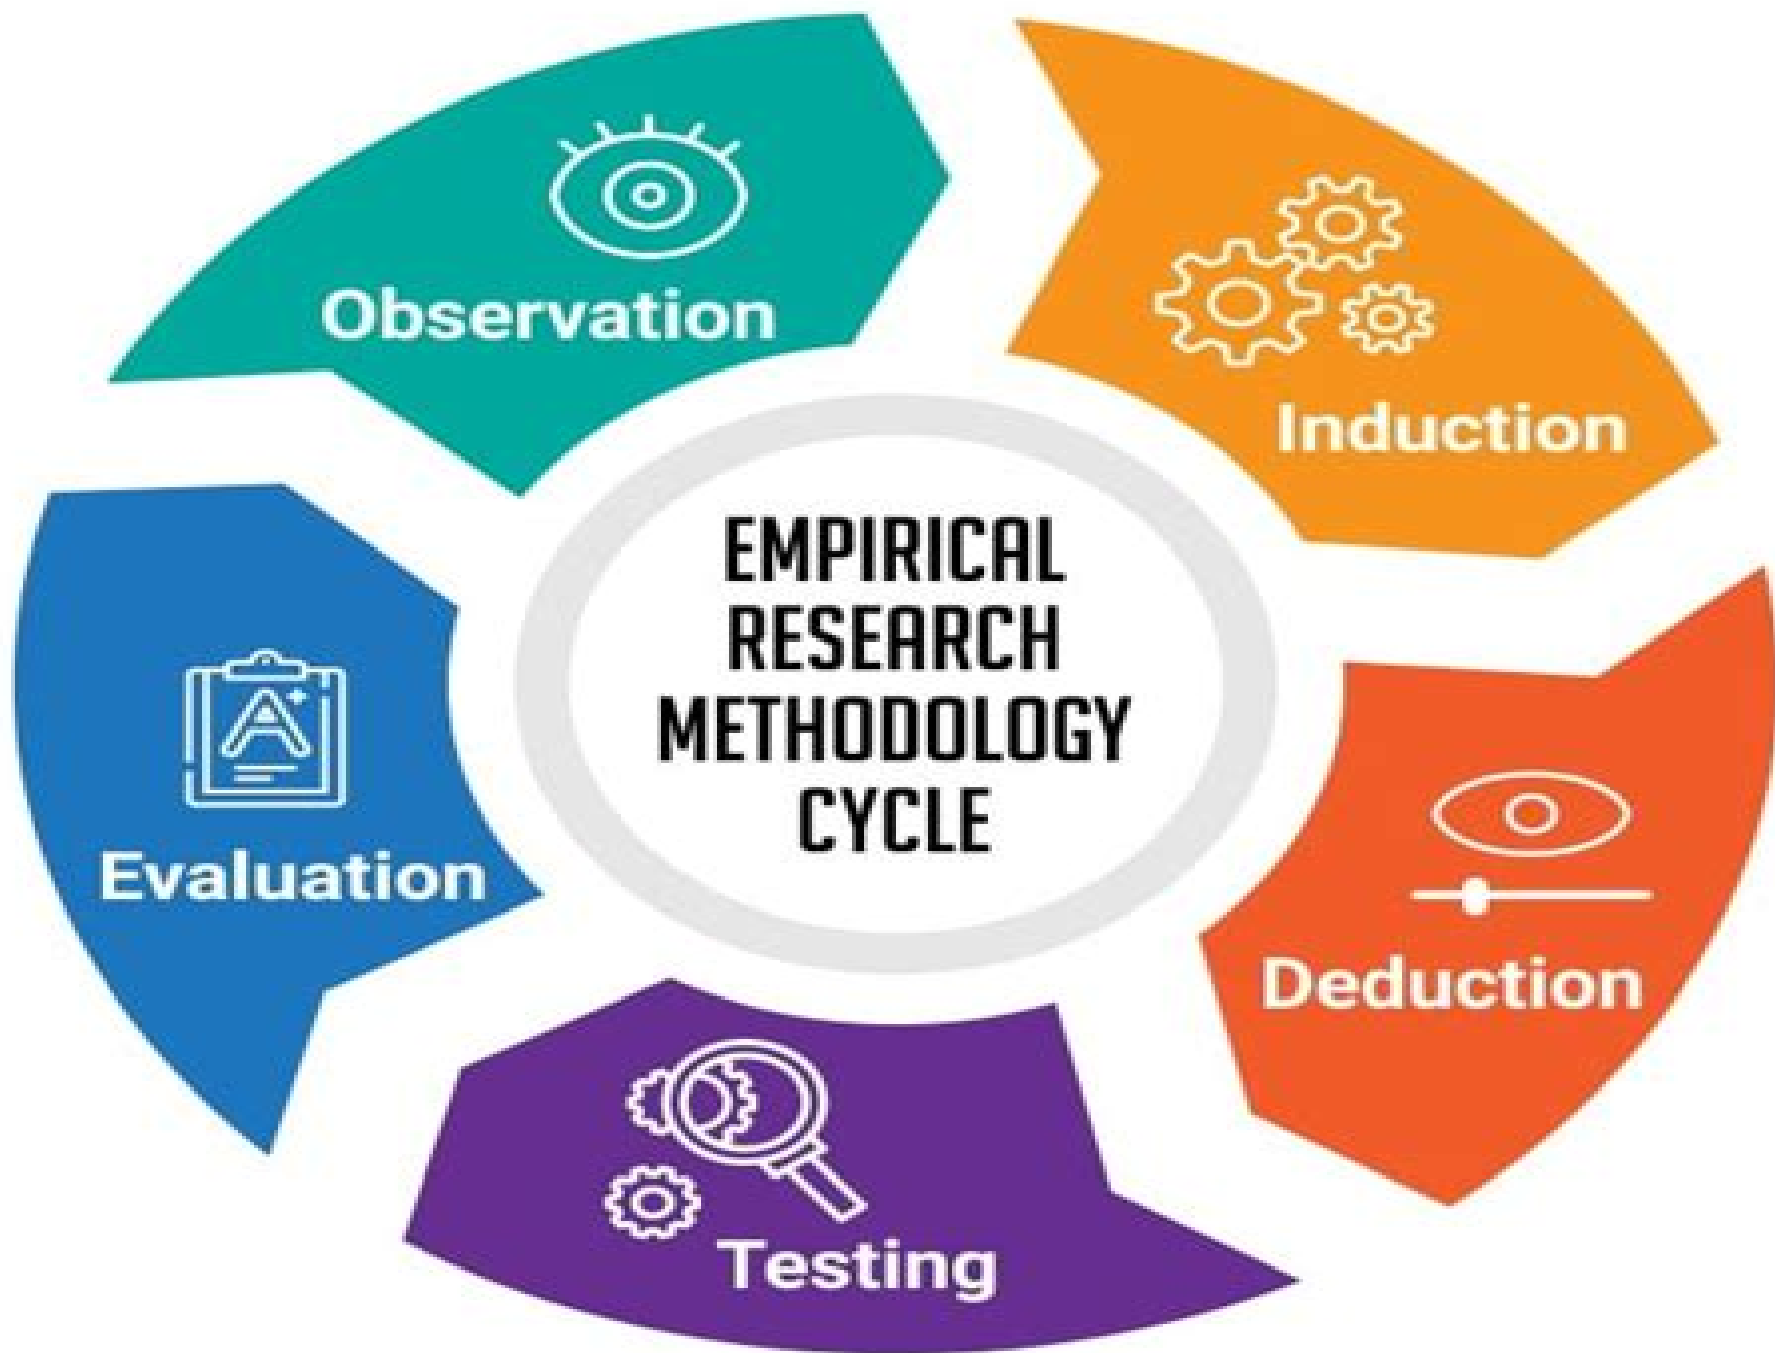 Observation
Induction
EMPIRICAL
RESEARCH
METHODOLOGY
CYCLE
Deduction
Testing
Evaluation
A+